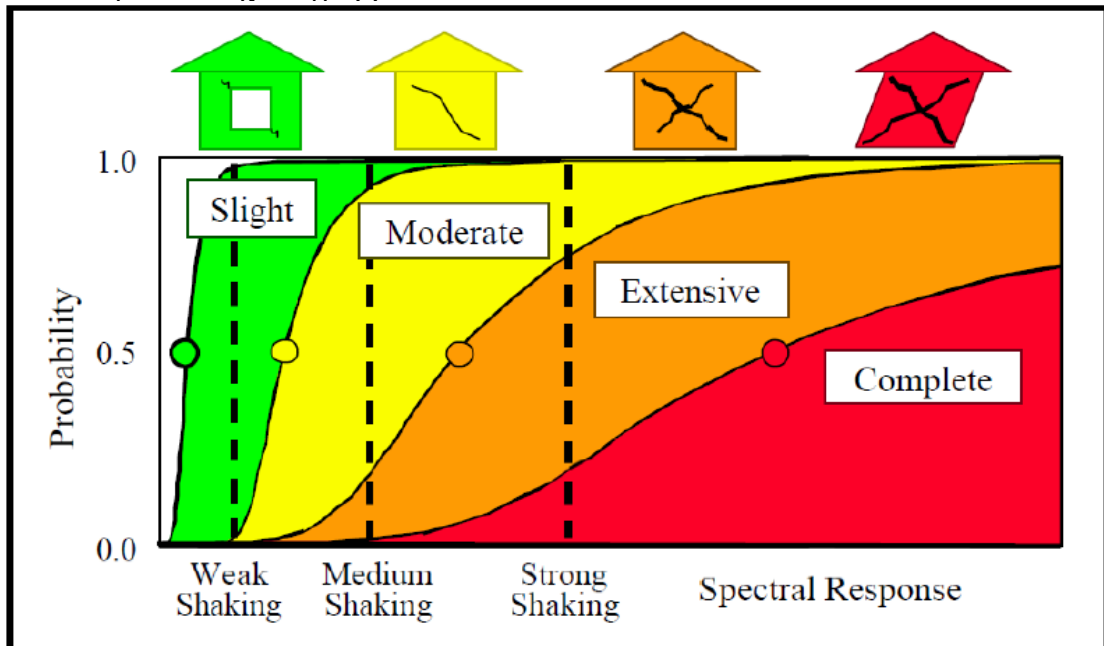 1.0
Slight
Moderate
Extensive
Probability
0.5
Complete
0.0
Weak
Shaking
Medium
Shaking
Strong
Shaking
Spectral Response